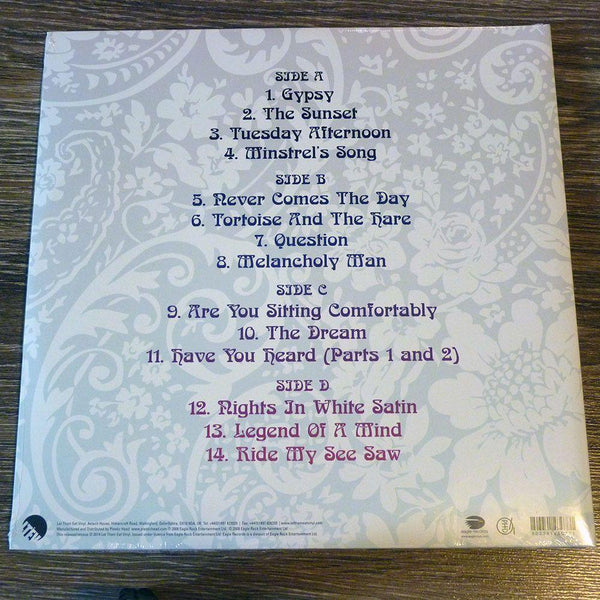 SIDE A
1. Gypsy
2. The Sunset
3. Tuesday Afternoon
4. Minstrel's Song
SIDE B
5. Never Comes The Day
6. Tortoise And The Hare
7. Question
8. Melancholy Man
SIDE C
9. Are You Sitting Comfortably
10. The Dream
11. Have You Heard (Parts 1 and 2)
SIDE D
12. Nights In White Satin
13. Legend Of A Mind
14. Ride My See Saw